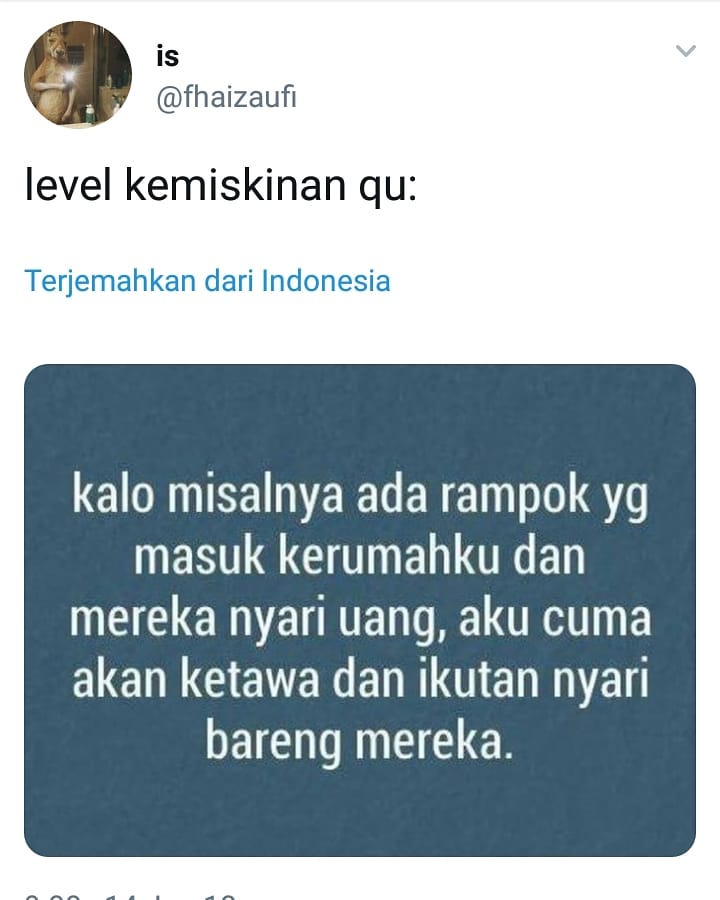 is
@fhaizaufi
level kemiskinan qu:
Terjemahkan dari Indonesia
kalo misalnya ada rampok yg
masuk kerumahku dan
mereka nyari uang, aku cuma
akan ketawa dan ikutan nyari
bareng mereka.